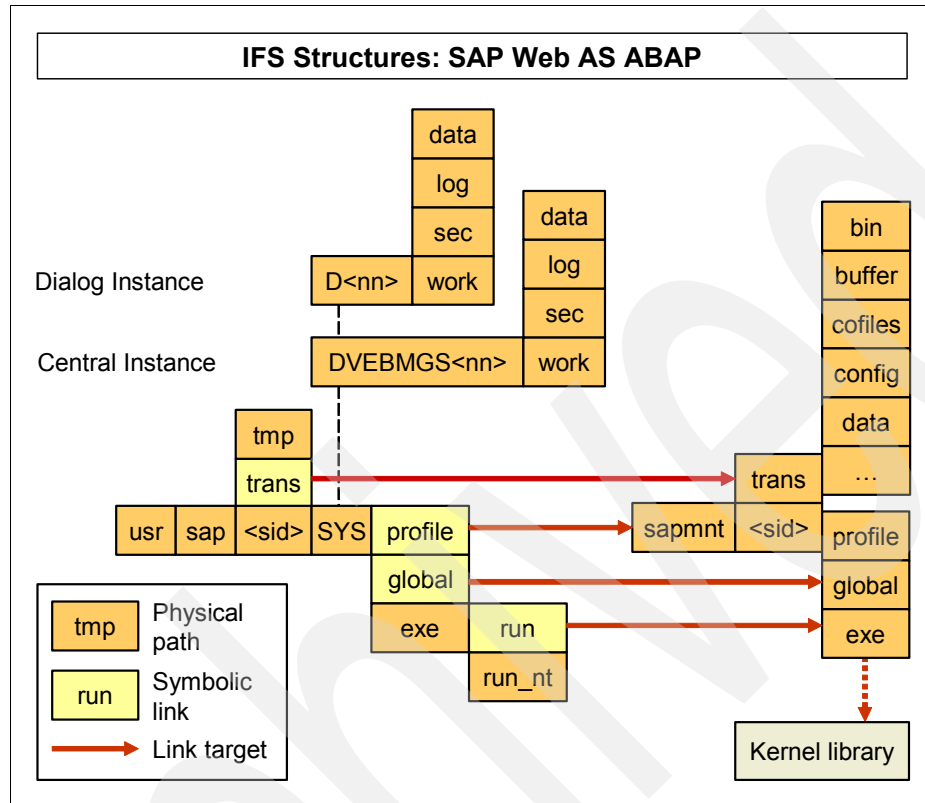 IFS Structures: SAP Web AS ABAP
data
log
sec
Dialog Instance D<nn> work
data
log
sec
Central Instance DVEBMGS<nn> work
bin
buffer
cofiles
config
data
…
tmp
trans
trans
usr sap <sid> SYS profile
sapmnt <sid> profile
global
global
exe run
exe
run_nt
tmp Physical
path
run Symbolic
link
Link target
Kernel library